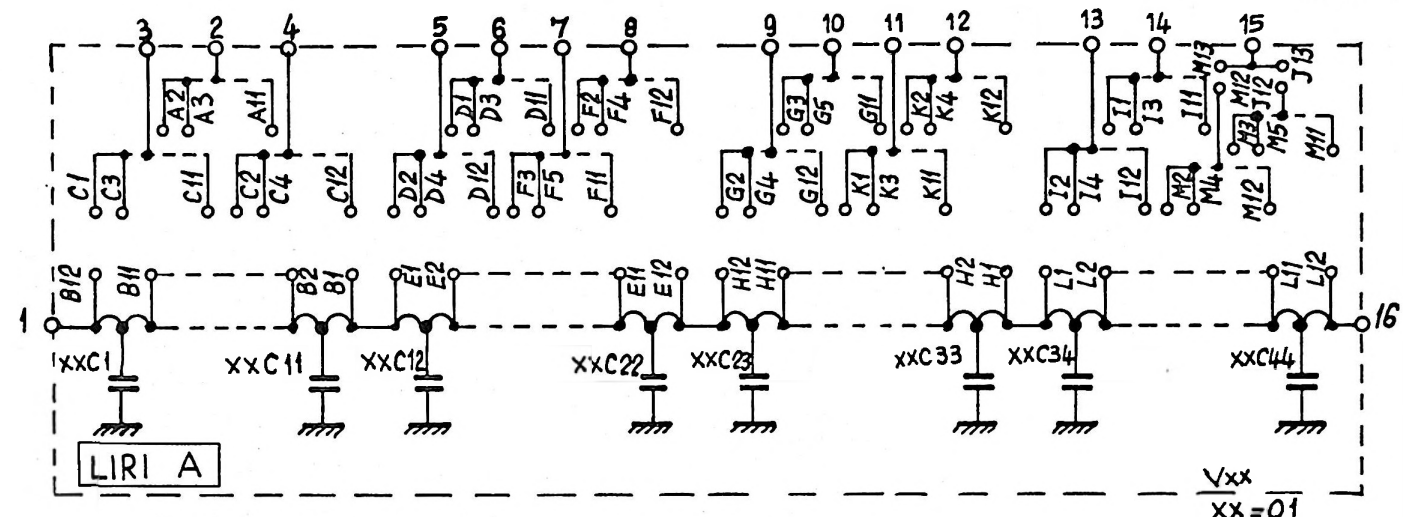 3 2 4 5 6 7 8 9 10 11 12 13 14 15
A2 A3 A11 D1 D3 D11 F2 F4 F12 G3 G5 G11 K2 K4 K12 I1 I3 I11 M13 M12 J12 J13
H3 M5 M11
C1 C3 C11 C2 C4 C12 D2 D4 D12 F3 F5 F11 G2 G4 G12 K1 K3 K11 I2 I4 I12 M2 M4 M12
B12 B11 B2 B1 E1 E2 E11 E12 H12 H11 H2 H1 L1 L2 L11 L12
1 16
xxC1 xxC11 xxC12 xxC22 xxC23 xxC33 xxC34 xxC44
LIRI A
Vxx
xx=01